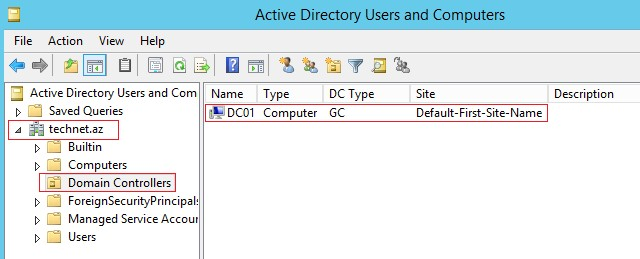 Active Directory Users and Computers
File Action View Help
Active Directory Users and Com
Saved Queries
technet.az
Builtin
Computers
Domain Controllers
ForeignSecurityPrincipals
Managed Service Accour
Users
Name Type DC Type Site Description
DC01 Computer GC Default-First-Site-Name